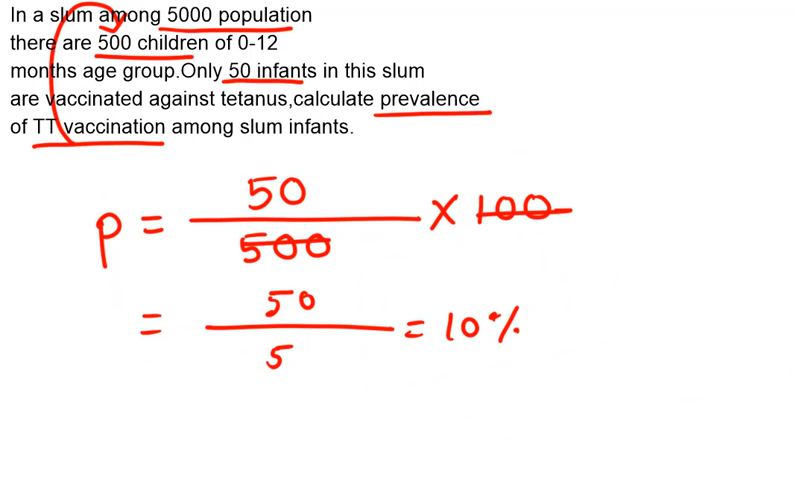 In a slum among 5000 population
there are 500 children of 0-12
months age group.Only 50 infants in this slum
are vaccinated against tetanus,calculate prevalence
of TT vaccination among slum infants.
50
P = ――― × 100
500
= 50 / 5 = 10%